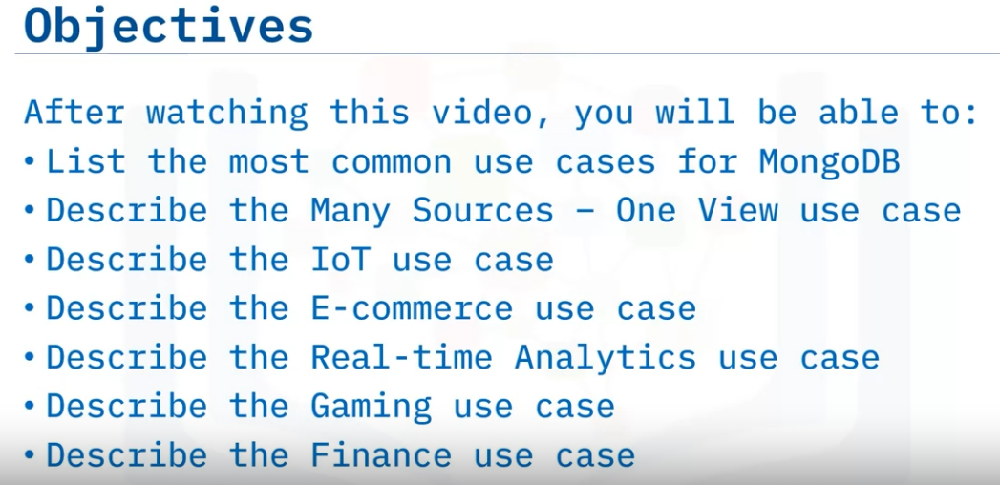 Objectives
After watching this video, you will be able to:
• List the most common use cases for MongoDB
• Describe the Many Sources – One View use case
• Describe the IoT use case
• Describe the E-commerce use case
• Describe the Real-time Analytics use case
• Describe the Gaming use case
• Describe the Finance use case